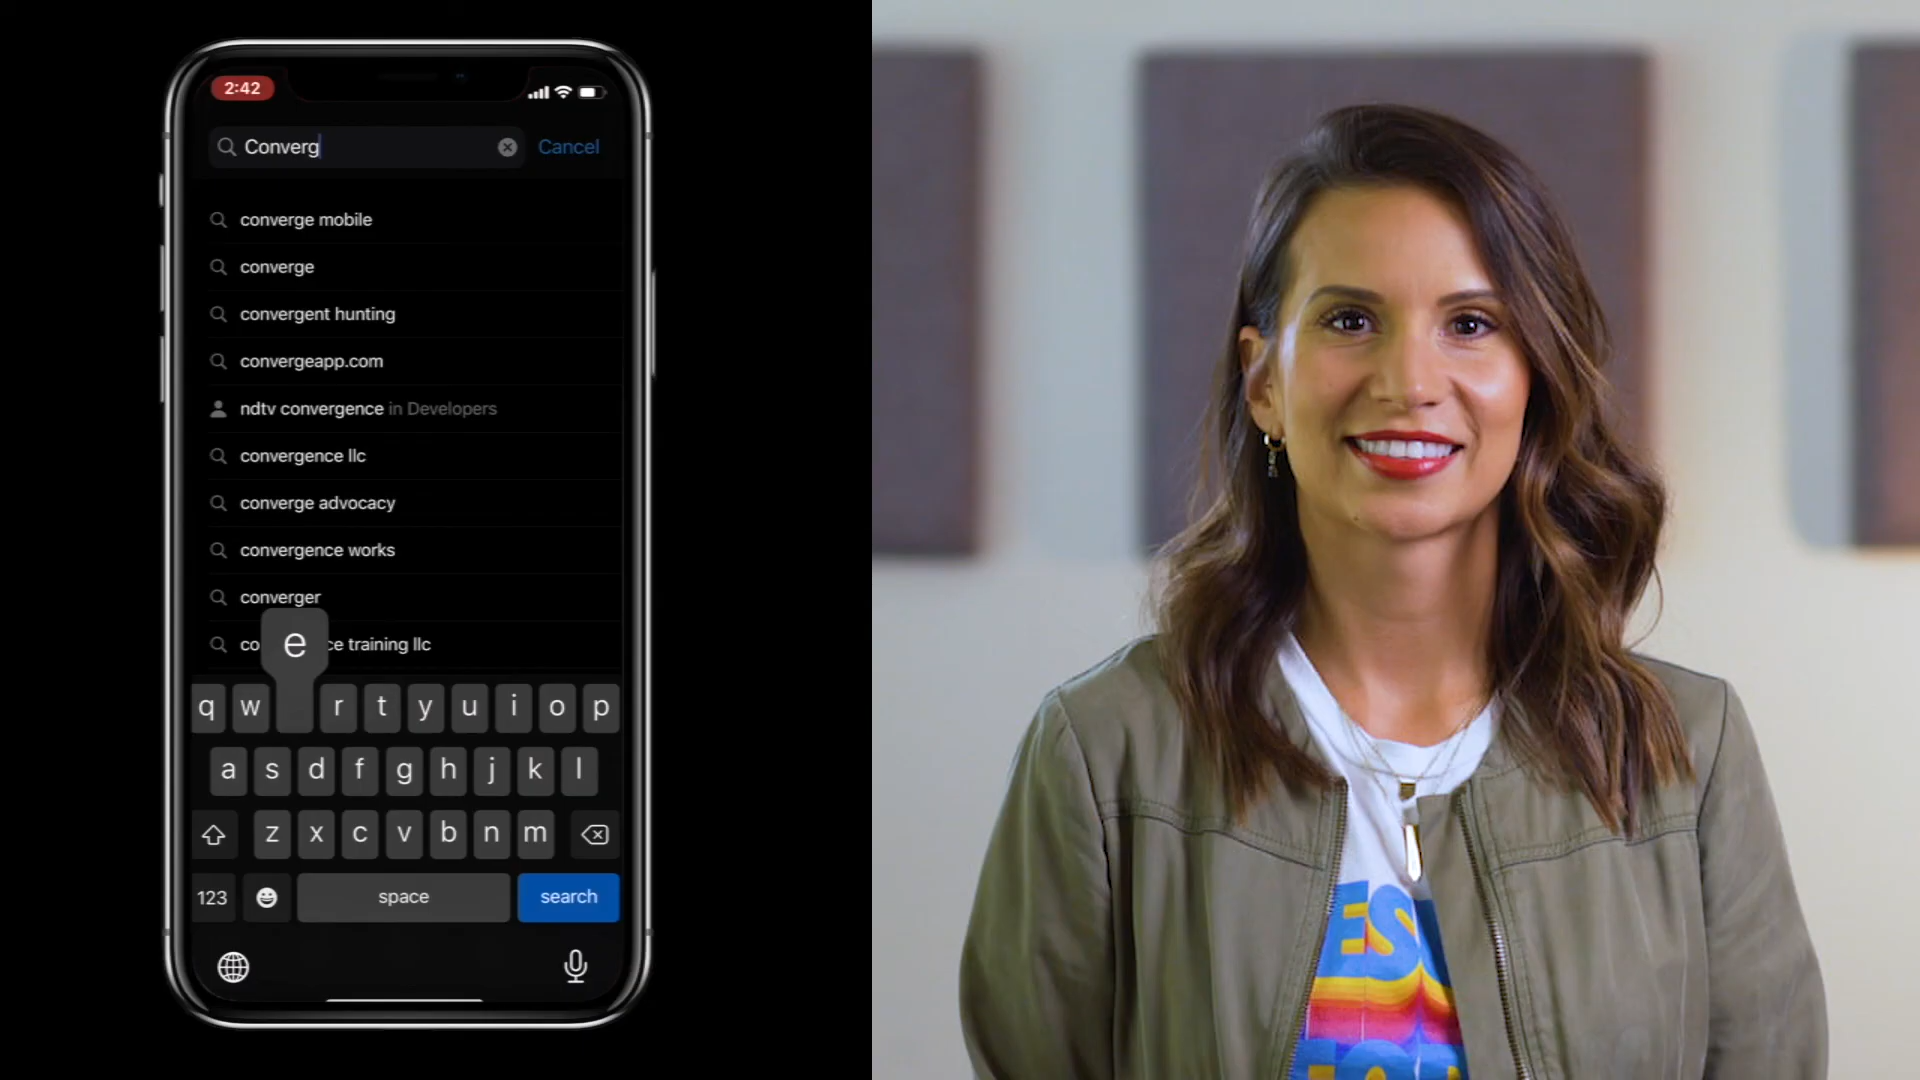 2:42
Converg
Cancel
converge mobile
converge
convergent hunting
convergeapp.com
ndtv convergence in Developers
convergence llc
converge advocacy
convergence works
converger
co ce training llc
e
q w r t y u i o p
a s d f g h j k l
z x c v b n m
123 space search
ES